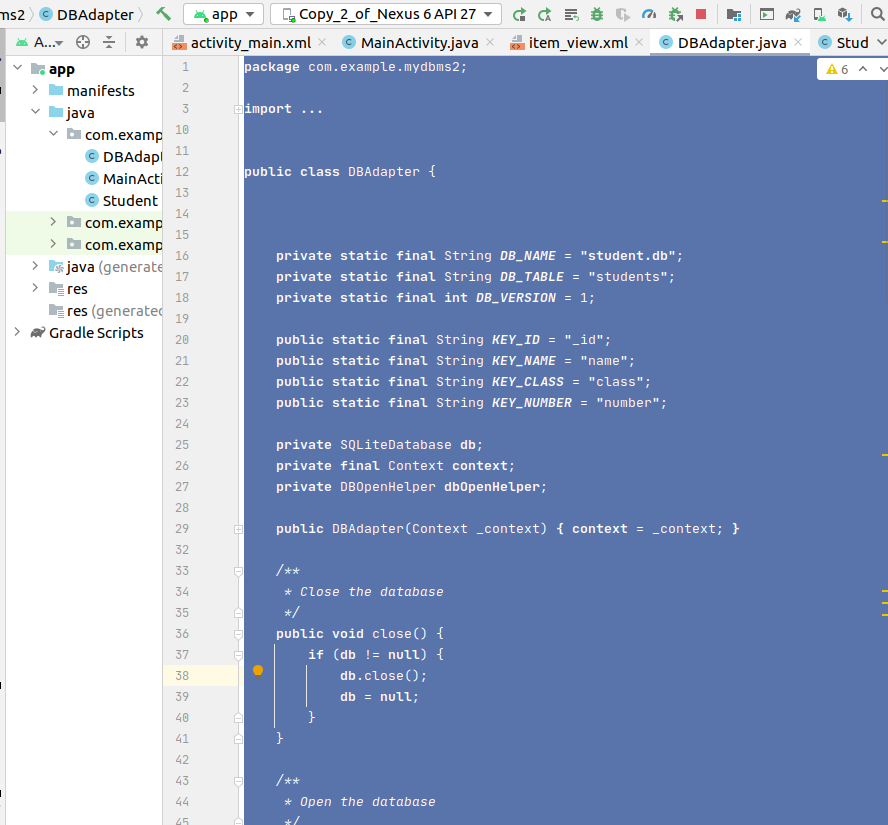 ms2 DBAdapter app Copy_2_of_Nexus 6 API 27
A... activity_main.xml MainActivity.java item_view.xml DBAdapter.java Stud
app
manifests
java
com.examp
DBAdapt
MainActi
Student
com.examp
com.examp
java (generate
res
res (generated
Gradle Scripts
6
1 package com.example.mydbms2;
2
3 import ...
10
11
12 public class DBAdapter {
13
14
15
16 private static final String DB_NAME = "student.db";
17 private static final String DB_TABLE = "students";
18 private static final int DB_VERSION = 1;
19
20 public static final String KEY_ID = "_id";
21 public static final String KEY_NAME = "name";
22 public static final String KEY_CLASS = "class";
23 public static final String KEY_NUMBER = "number";
24
25 private SQLiteDatabase db;
26 private final Context context;
27 private DBOpenHelper dbOpenHelper;
28
29 public DBAdapter(Context _context) { context = _context; }
32
33 /**
34 * Close the database
35 */
36 public void close() {
37 if (db != null) {
38 db.close();
39 db = null;
40 }
41 }
42
43 /**
44 * Open the database
45 */